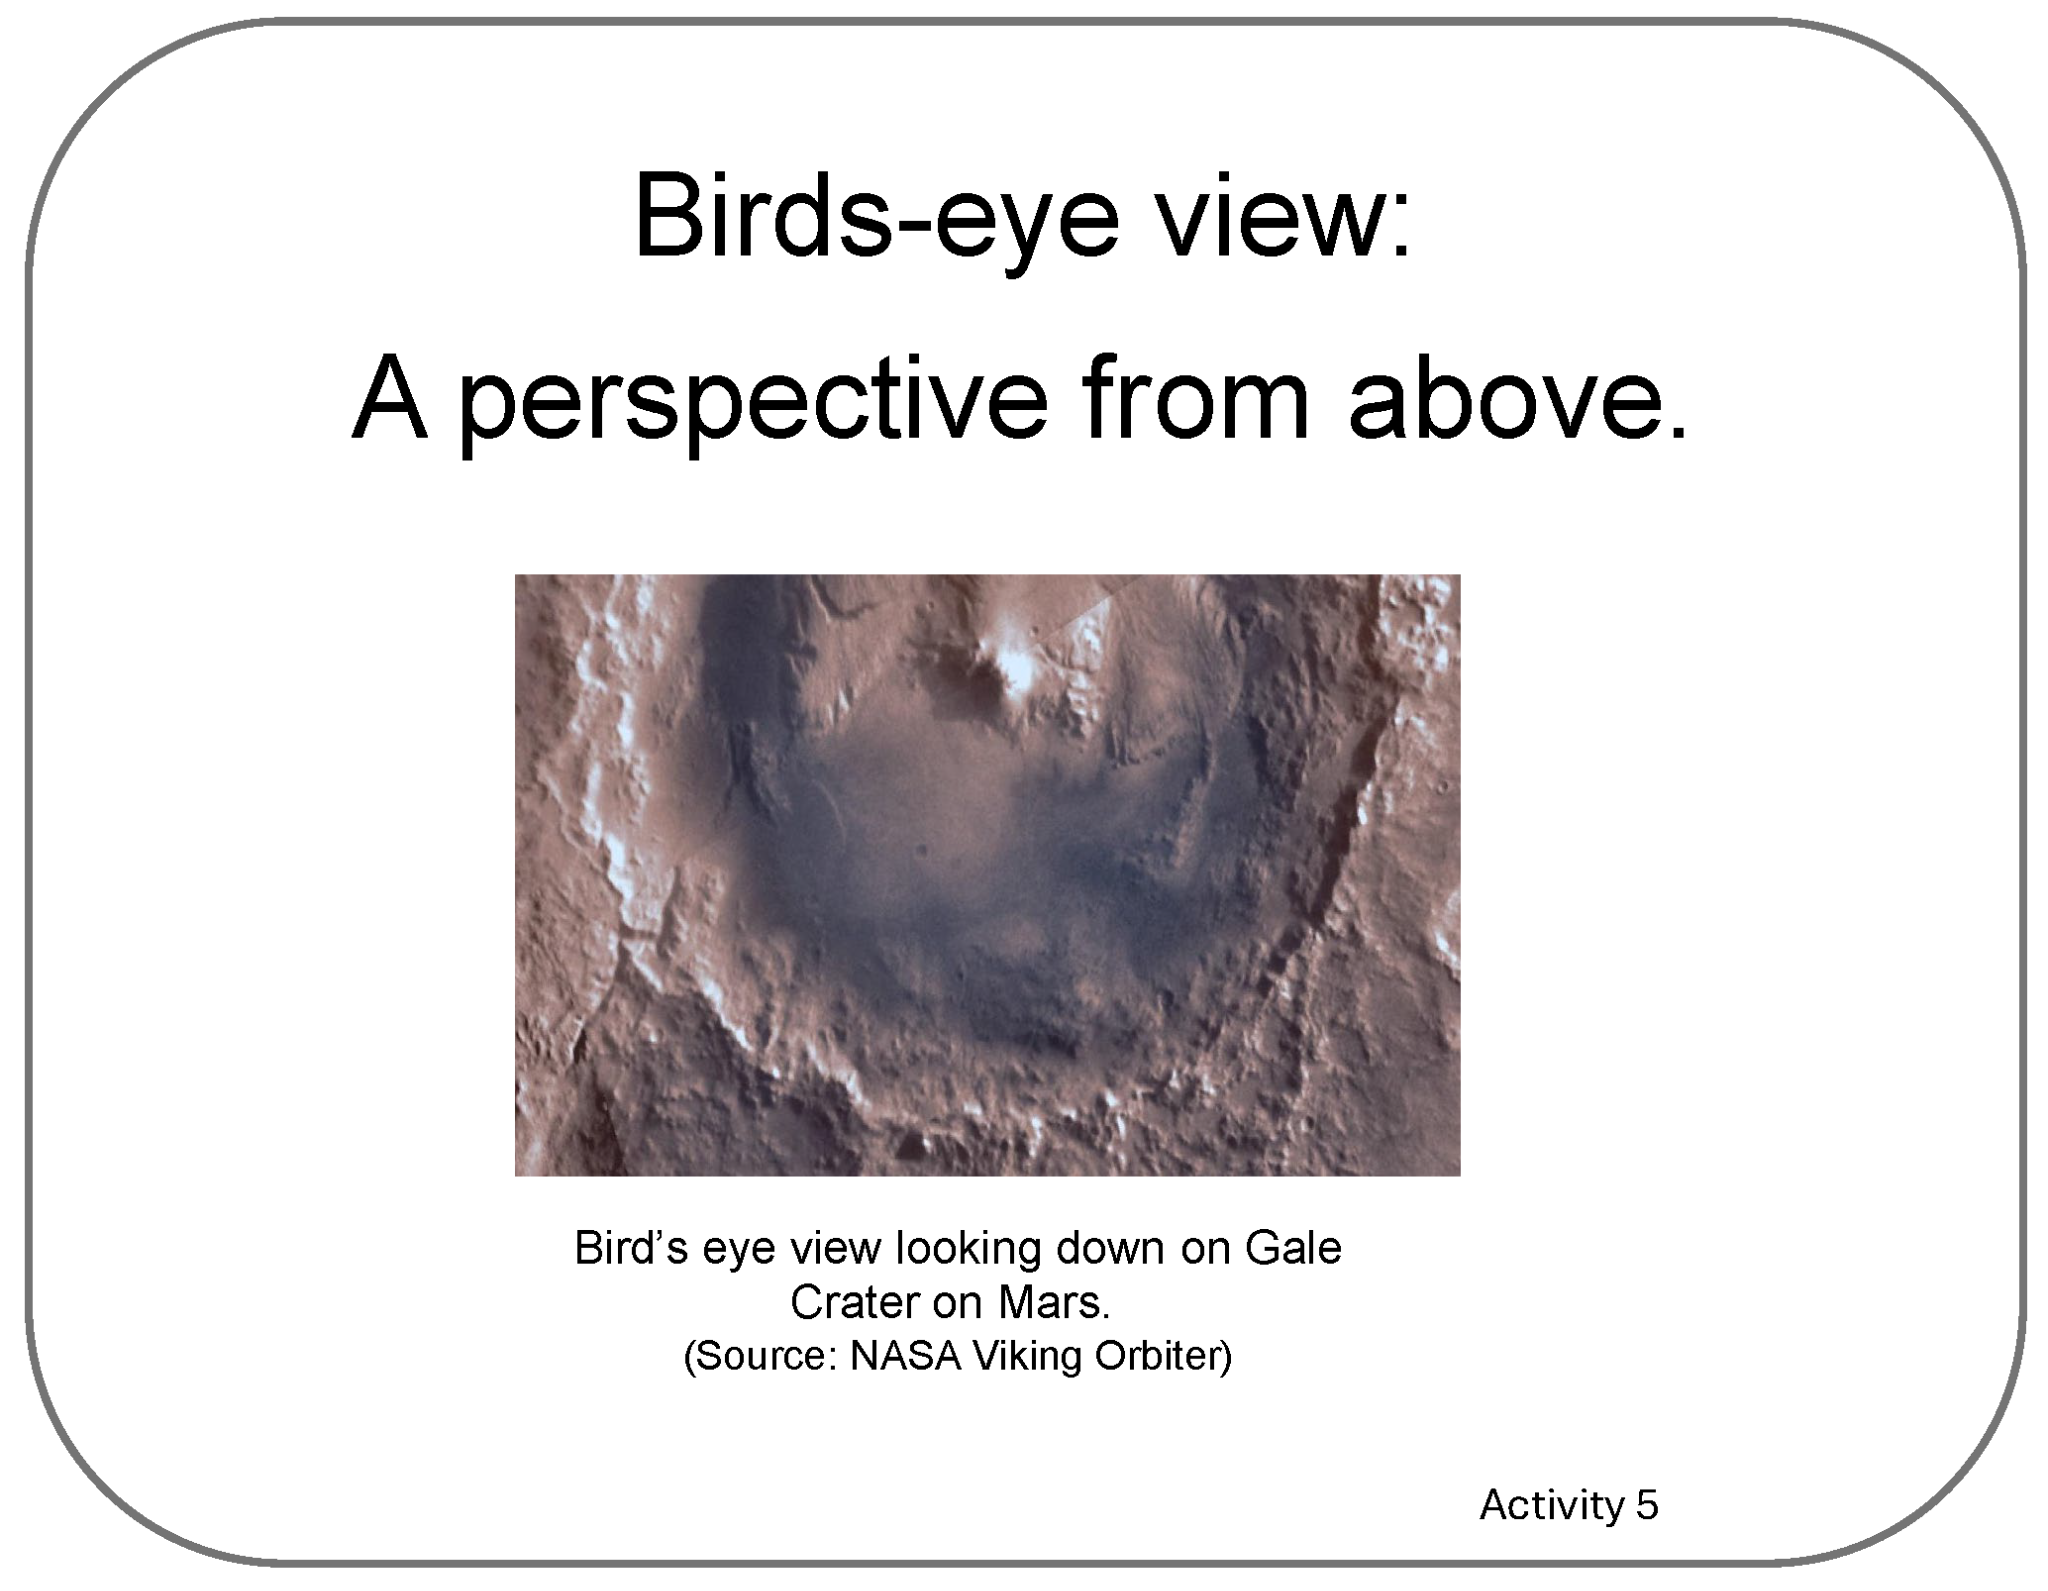 Birds-eye view:
A perspective from above.
Bird’s eye view looking down on Gale
Crater on Mars.
(Source: NASA Viking Orbiter)
Activity 5